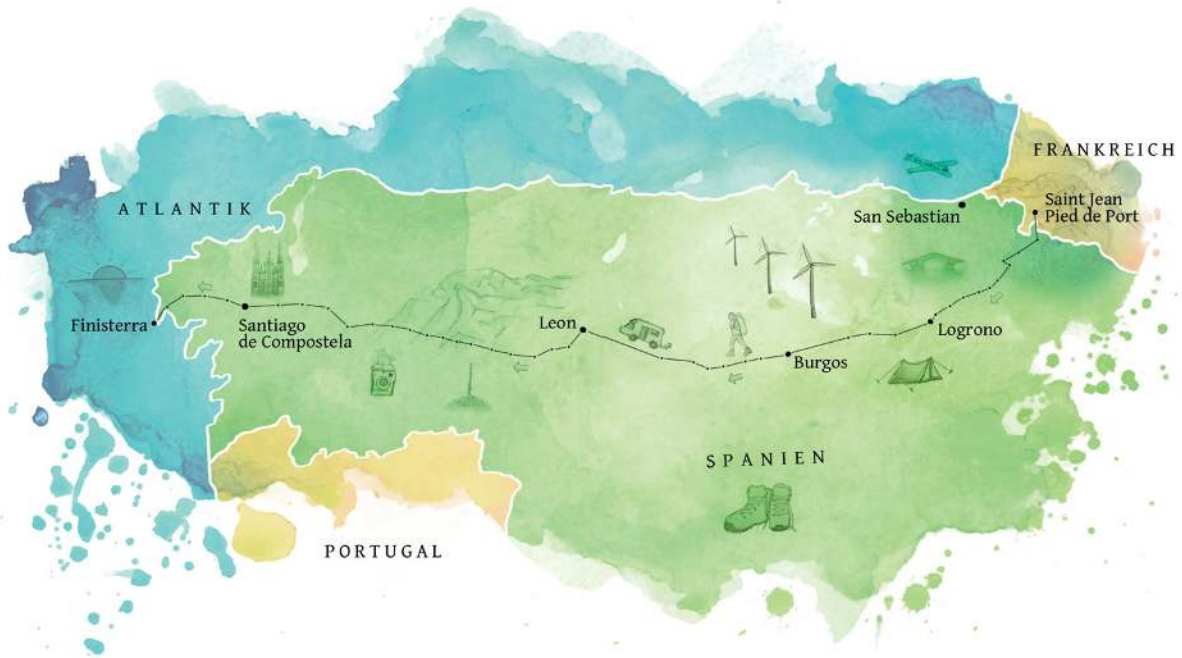 FRANKREICH
ATLANTIK
San Sebastian
Saint Jean
Pied de Port
Finisterra
Santiago
de Compostela
Leon
Logrono
Burgos
SPANIEN
PORTUGAL